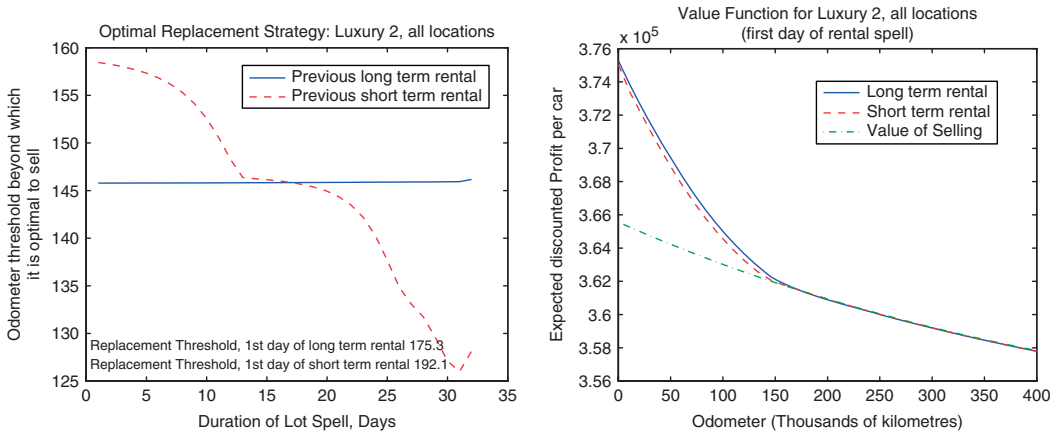 Optimal Replacement Strategy: Luxury 2, all locations
160
155
150
145
140
135
130
125
0
5
10
15
20
25
30
35
Odometer threshold beyond which
it is optimal to sell
Duration of Lot Spell, Days
Previous long term rental
Previous short term rental
Replacement Threshold, 1st day of long term rental 175.3
Replacement Threshold, 1st day of short term rental 192.1
Value Function for Luxury 2, all locations
(first day of rental spell)
x 10⁵
3.76
3.74
3.72
3.7
3.68
3.66
3.64
3.62
3.6
3.58
3.56
0
50
100
150
200
250
300
350
400
Expected discounted Profit per car
Odometer (Thousands of kilometres)
Long term rental
Short term rental
Value of Selling